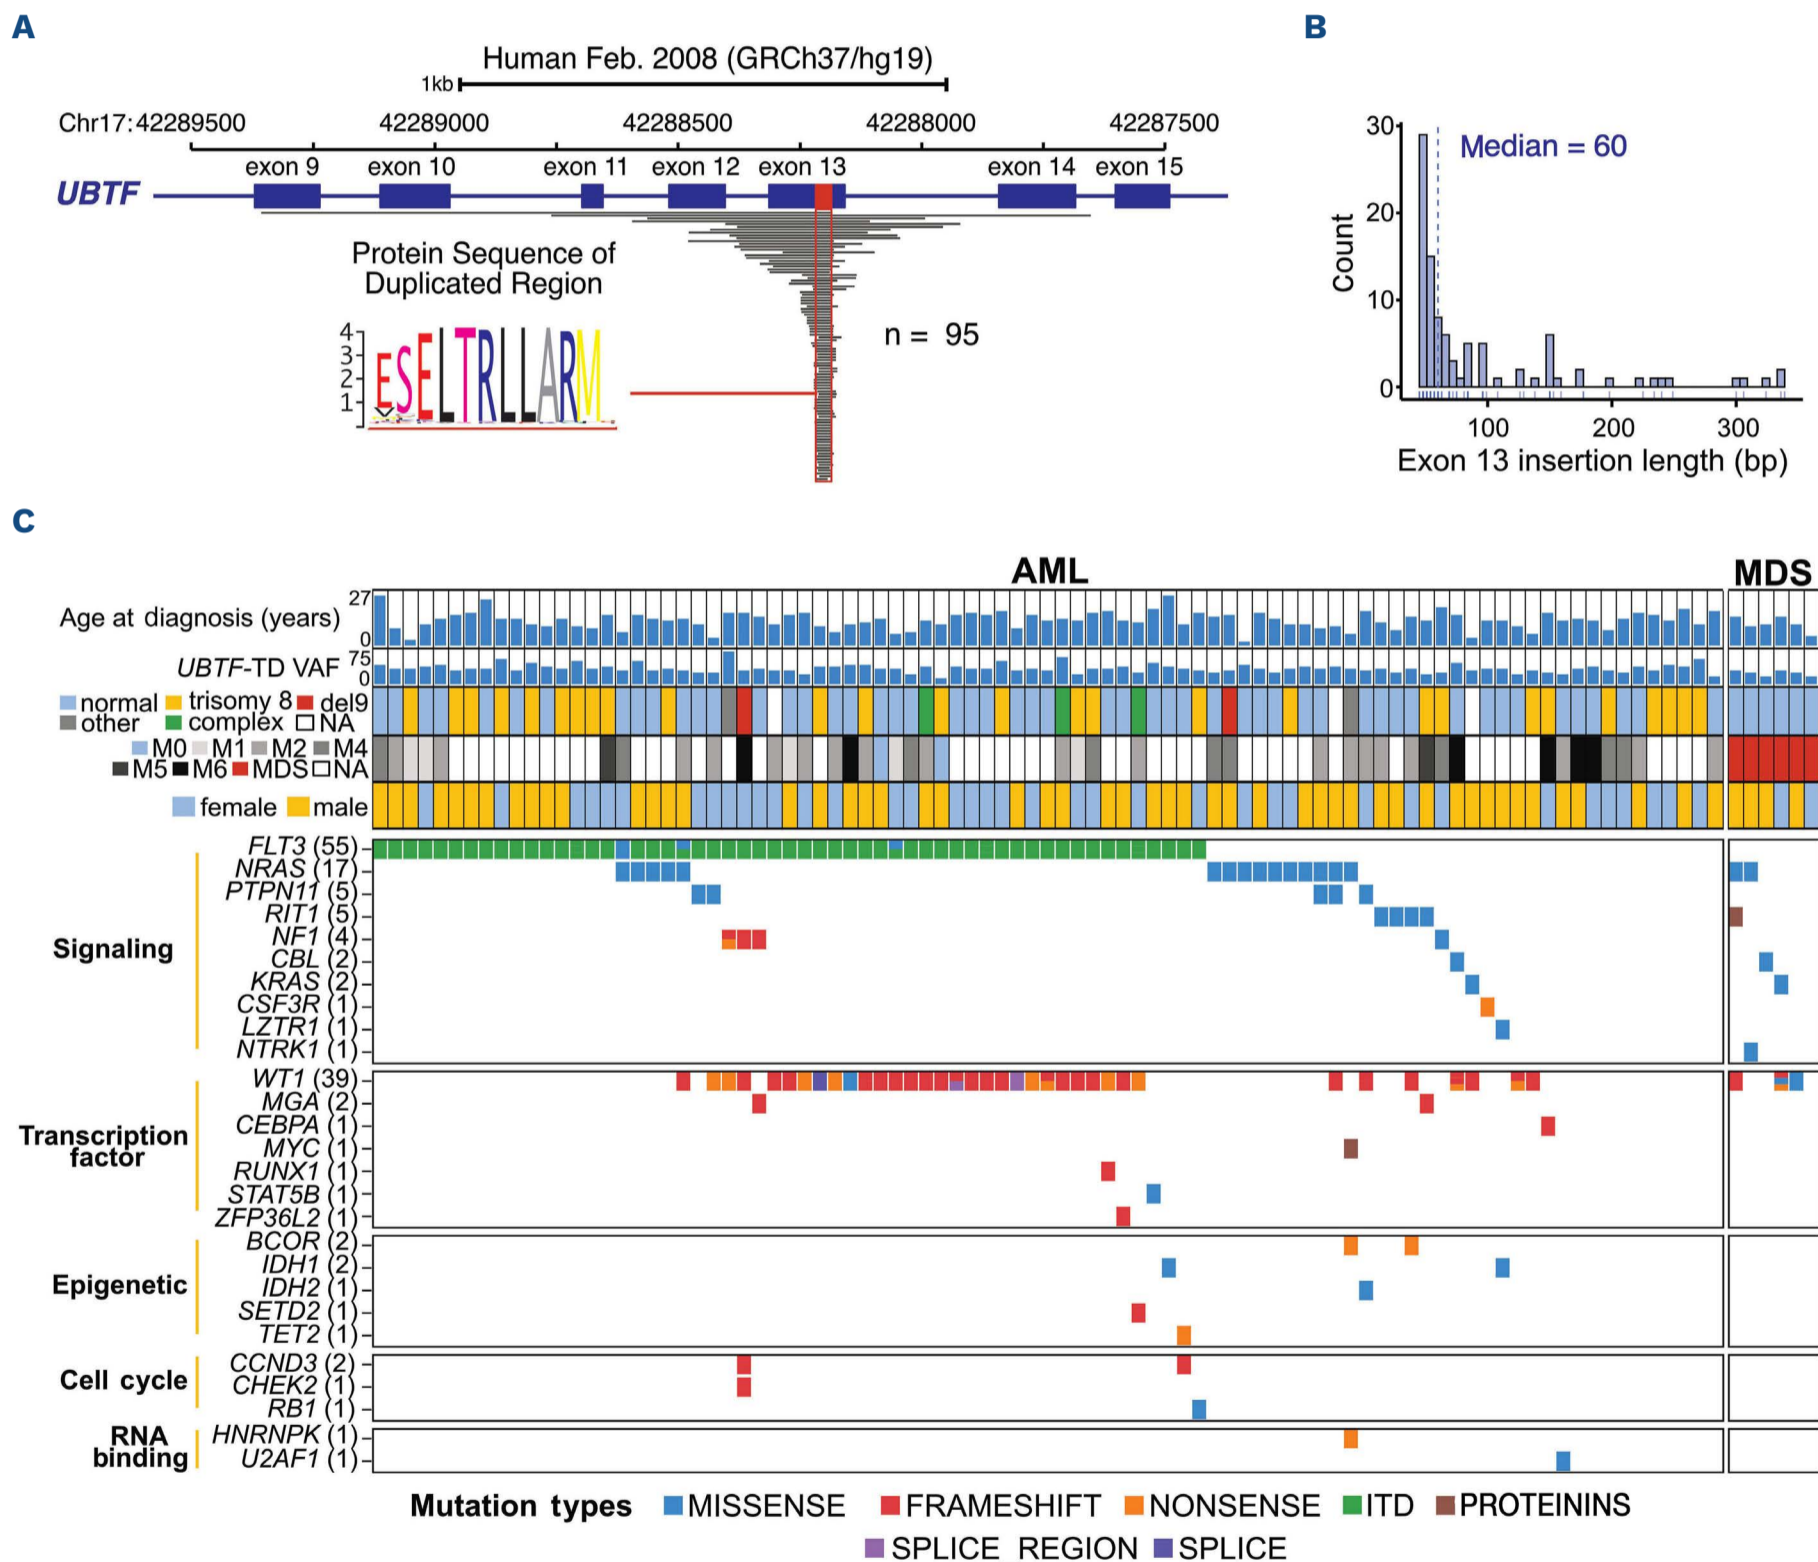 A
Human Feb. 2008 (GRCh37/hg19)
1kb
Chr17: 42289500 42289000 42288500 42288000 42287500
exon 9 exon 10 exon 11 exon 12 exon 13 exon 14 exon 15
UBTF
Protein Sequence of
Duplicated Region
4
3
2
1
ESELTRLLARM
n = 95
B
Median = 60
30
20
10
0
Count
100 200 300
Exon 13 insertion length (bp)
C
AML MDS
Age at diagnosis (years) 27
0
UBTF-TD VAF 75
0
normal trisomy 8 del9
other complex NA
M0 M1 M2 M4
M5 M6 MDS NA
female male
Signaling
FLT3 (55)
NRAS (17)
PTPN11 (5)
RIT1 (5)
NF1 (4)
CBL (2)
KRAS (2)
CSF3R (1)
LZTR1 (1)
NTRK1 (1)
Transcription
factor
WT1 (39)
MGA (2)
CEBPA (1)
MYC (1)
RUNX1 (1)
STAT5B (1)
ZFP36L2 (1)
Epigenetic
BCOR (2)
IDH1 (2)
IDH2 (1)
SETD2 (1)
TET2 (1)
Cell cycle
CCND3 (2)
CHEK2 (1)
RB1 (1)
RNA
binding
HNRNPK (1)
U2AF1 (1)
Mutation types MISSENSE FRAMESHIFT NONSENSE ITD PROTEININS
SPLICE REGION SPLICE